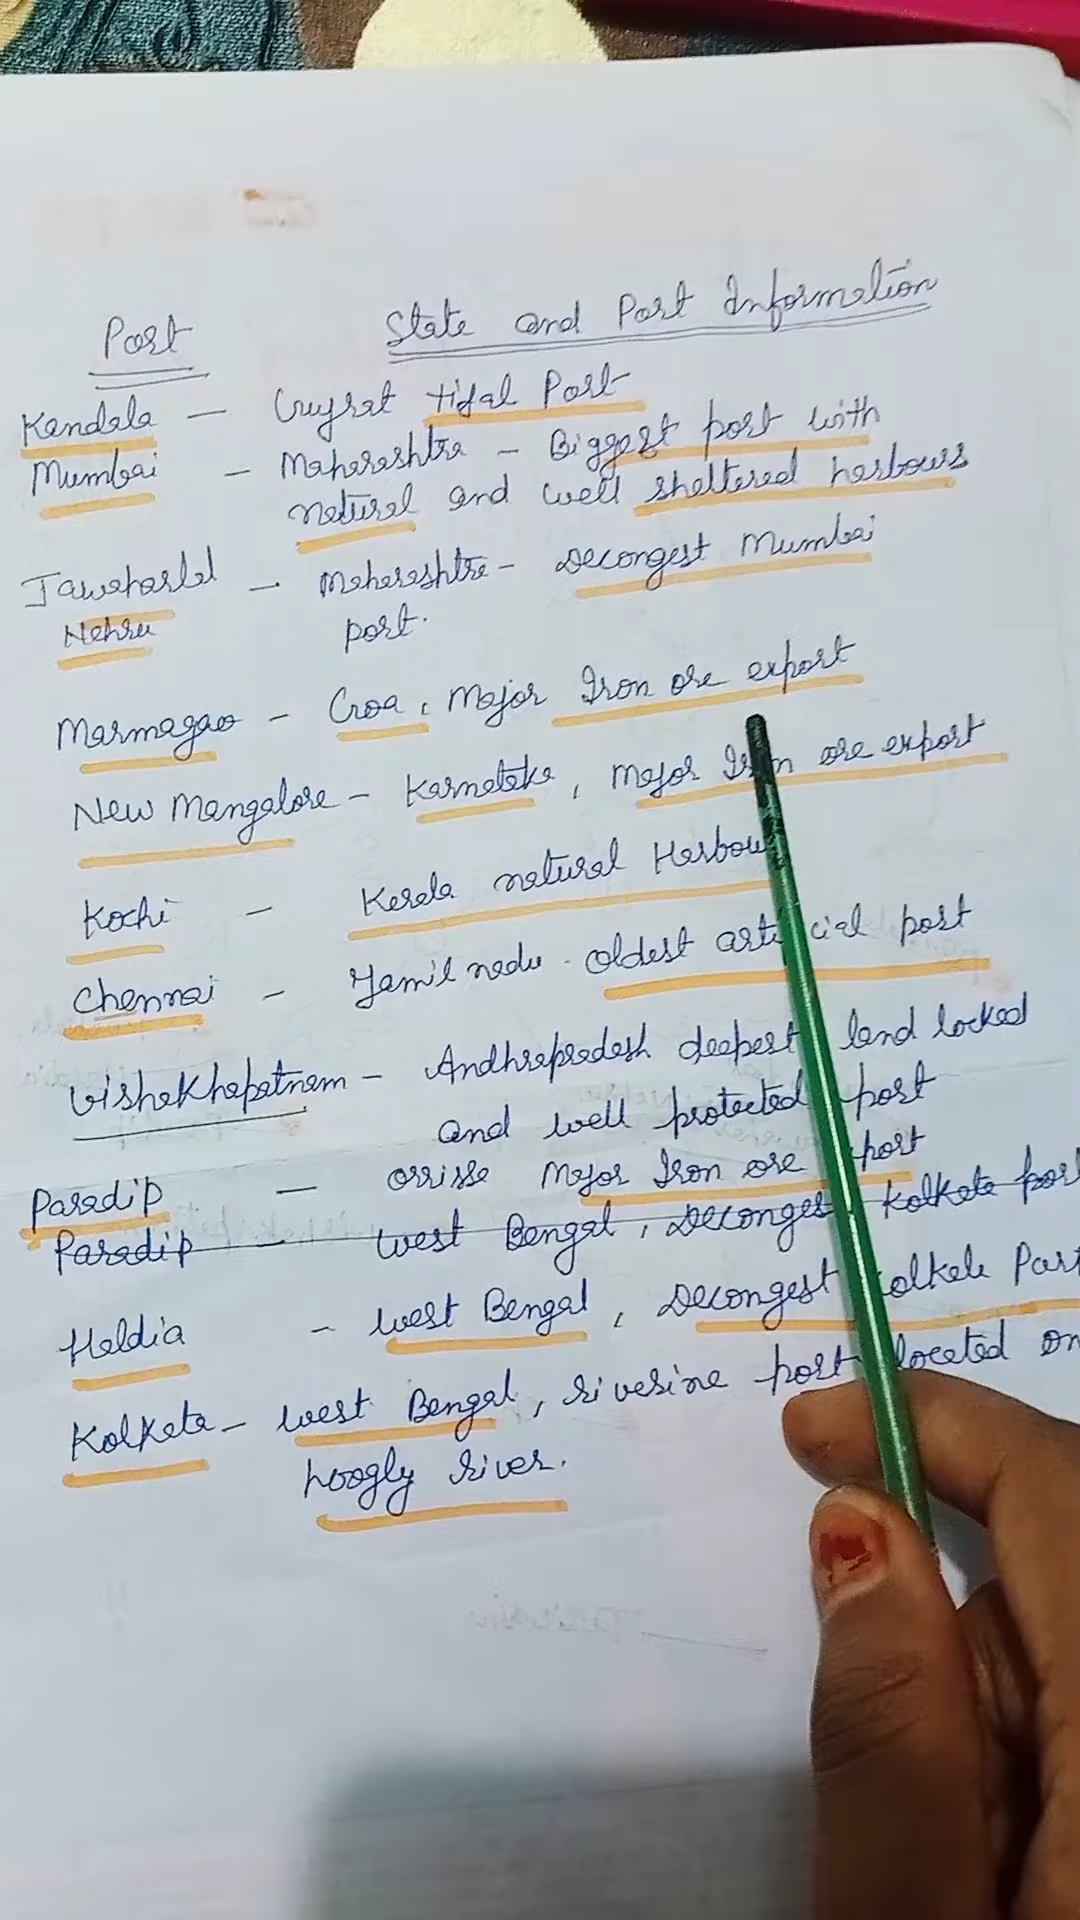 Port State and Port Information
Kandala — Gujrat tidal Port
Mumbai — Maharashtra - Biggest port with
natural and well sheltered harbours
Jawaharlal — Maharashtra - Decongest Mumbai
Nehru port.
Marmagao - Goa, Major Iron ore export
New Mangalore - Karnataka, Major Iron ore export
Kochi — Kerala natural Harbour
Chennai - Tamil nadu - oldest artificial port
Vishakhapatnam - Andhrapradesh deepest land locked
and well protected port
Paradip — orrisse Major Iron ore export
Paradip - west Bengal, Decongest Kolkata port
Haldia - west Bengal, Decongest Kolkata Port
Kolkata - west Bengal, riverine port located on
hoogly river.